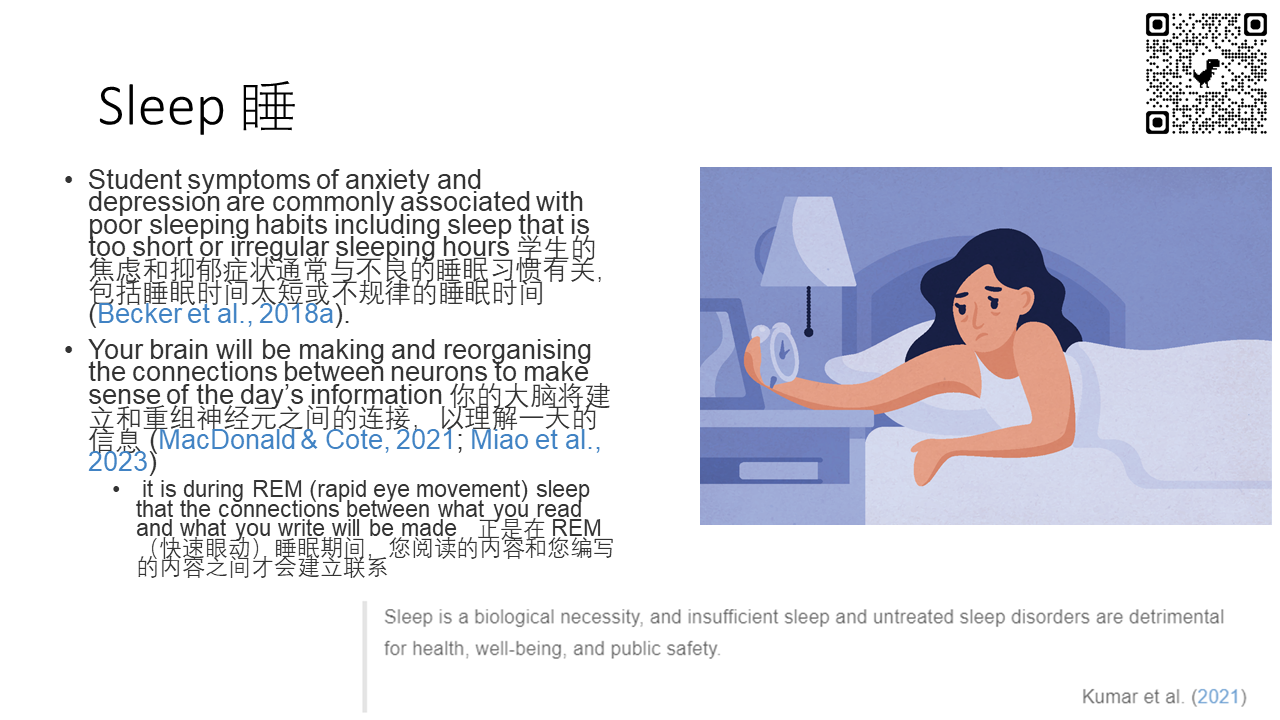 Sleep 睡
• Student symptoms of anxiety and
depression are commonly associated with
poor sleeping habits including sleep that is
too short or irregular sleeping hours 学生的
焦虑和抑郁症状通常与不良的睡眠习惯有关,
包括睡眠时间太短或不规律的睡眠时间
(Becker et al., 2018a).
• Your brain will be making and reorganising
the connections between neurons to make
sense of the day’s information 你的大脑将建
立和重组神经元之间的连接，以理解一天的
信息 (MacDonald & Cote, 2021; Miao et al.,
2023)
• it is during REM (rapid eye movement) sleep
that the connections between what you read
and what you write will be made 正是在 REM
（快速眼动）睡眠期间，您阅读的内容和您编写
的内容之间才会建立联系
Sleep is a biological necessity, and insufficient sleep and untreated sleep disorders are detrimental
for health, well-being, and public safety.
Kumar et al. (2021)